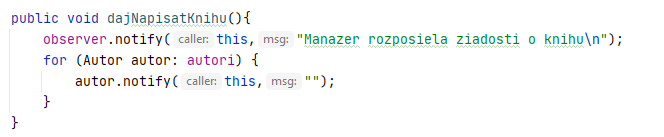 public void dajNapisatKnihu(){
observer.notify( caller: this, msg: "Manazer rozposiela ziadosti o knihu\n");
for (Autor autor: autori) {
autor.notify( caller: this, msg: "");
}
}